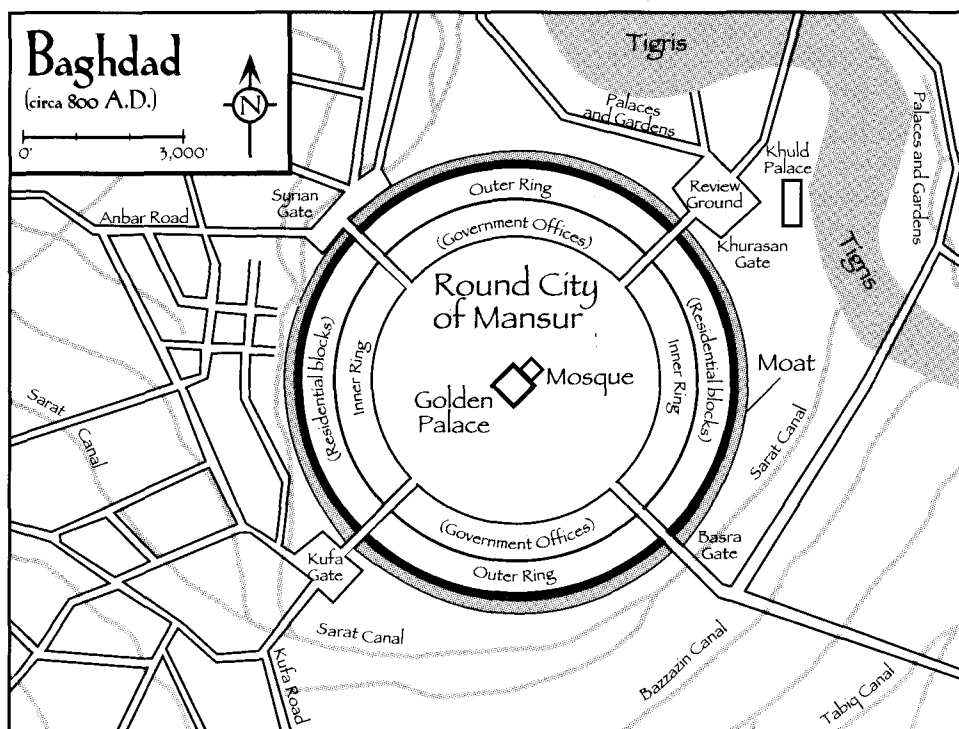 Baghdad
(circa 800 A.D.)
N
0'
3,000'
Tigris
Palaces
and Gardens
Palaces and Gardens
Khuld
Palace
Review
Ground
Khurasan
Gate
Tigris
Syrian
Gate
Anbar Road
Outer Ring
(Government Offices)
Round City
of Mansur
Mosque
Golden
Palace
(Residential blocks)
Inner Ring
(Residential blocks)
Inner Ring
Moat
Sarat
Canal
Sarat Canal
(Government Offices)
Outer Ring
Basra
Gate
Kufa
Gate
Sarat Canal
Kufa Road
Bazzazin Canal
Tabiq Canal